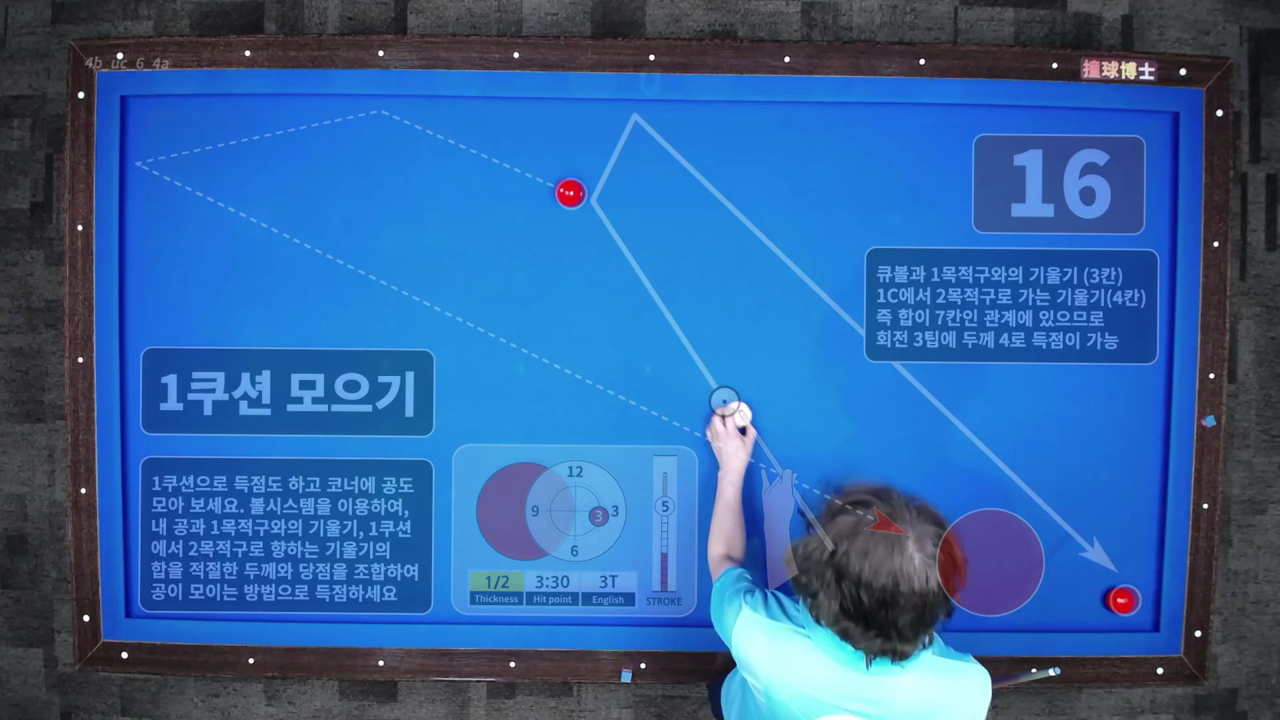 4b_uc_6_4a
撞球博士
16
큐볼과 1목적구와의 기울기 (3칸)
1C에서 2목적구로 가는 기울기(4칸)
즉 합이 7칸인 관계에 있으므로
회전 3팁에 두께 4로 득점이 가능
1쿠션 모으기
1쿠션으로 득점도 하고 코너에 공도
모아 보세요. 볼시스템을 이용하여,
내 공과 1목적구와의 기울기, 1쿠션
에서 2목적구로 향하는 기울기의
합을 적절한 두께와 당점을 조합하여
공이 모이는 방법으로 득점하세요
12
9
3
3
6
5
1/2
3:30
3T
Thickness
Hit point
English
STROKE